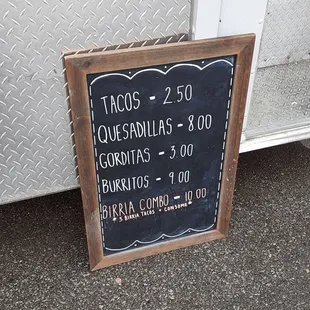 TACOS - 2.50
QUESADILLAS - 8.00
GORDITAS - 3.00
BURRITOS - 9.00
BIRRIA COMBO - 10.00
* 3 BIRRIA TACOS + CONSOMÉ *